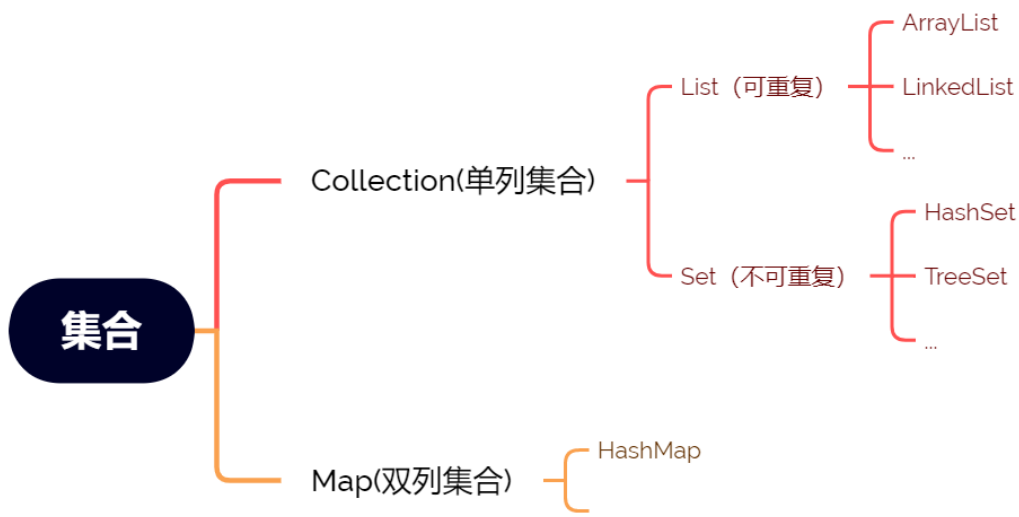 集合
Collection(单列集合)
List（可重复）
ArrayList
LinkedList
...
Set（不可重复）
HashSet
TreeSet
...
Map(双列集合)
HashMap